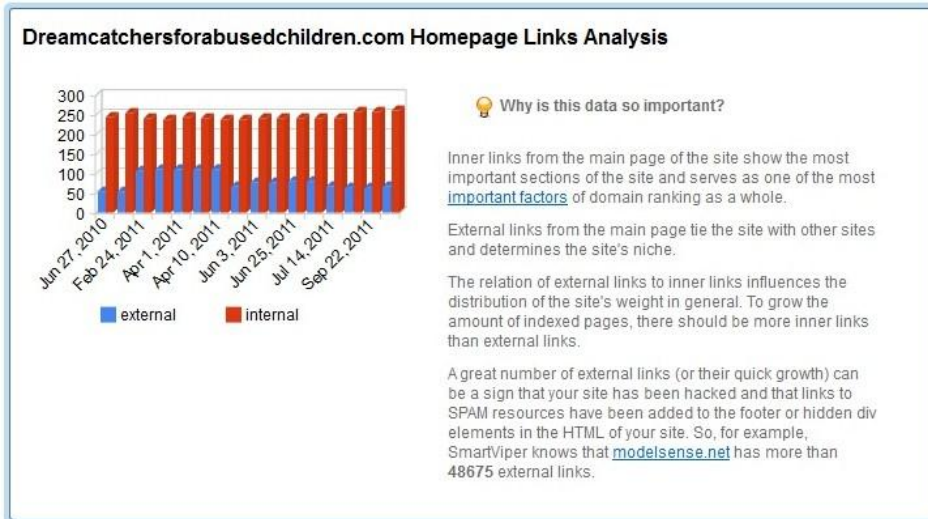 Dreamcatchersforabusedchildren.com Homepage Links Analysis
300
250
200
150
100
50
0
Jun 27, 2010
Feb 24, 2011
Apr 1, 2011
Apr 10, 2011
Jun 3, 2011
Jun 25, 2011
Jul 14, 2011
Sep 22, 2011
external
internal
Why is this data so important?
Inner links from the main page of the site show the most
important sections of the site and serves as one of the most
important factors of domain ranking as a whole.
External links from the main page tie the site with other sites
and determines the site's niche.
The relation of external links to inner links influences the
distribution of the site's weight in general. To grow the
amount of indexed pages, there should be more inner links
than external links.
A great number of external links (or their quick growth) can
be a sign that your site has been hacked and that links to
SPAM resources have been added to the footer or hidden div
elements in the HTML of your site. So, for example,
SmartViper knows that modelsense.net has more than
48675 external links.